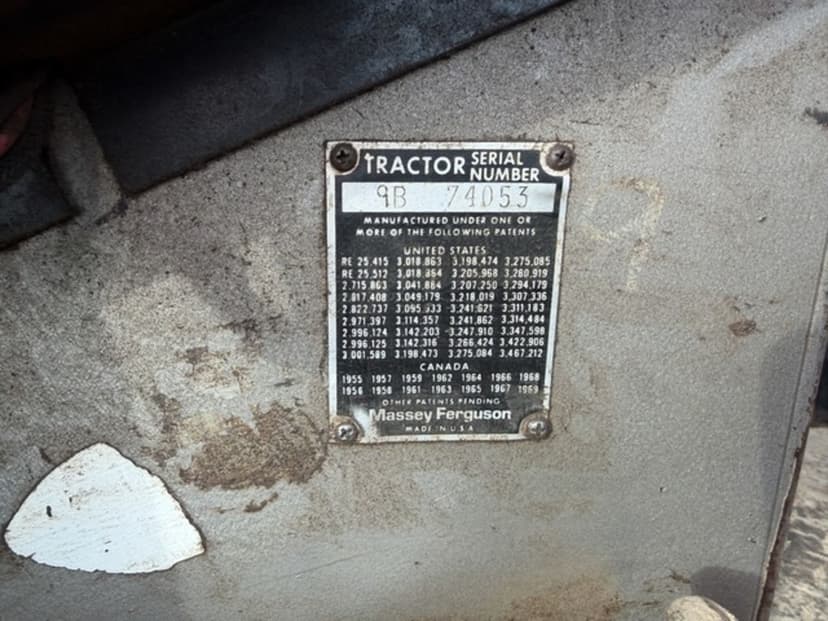 TRACTOR SERIAL NUMBER
9B 74053
MANUFACTURED UNDER ONE OR
MORE OF THE FOLLOWING PATENTS
UNITED STATES
RE 25,415 3,018,863 3,198,474 3,275,085
RE 25,512 3,018,864 3,205,968 3,280,919
2,715,863 3,041,884 3,207,250 3,294,179
2,817,408 3,049,179 3,218,019 3,307,336
2,822,737 3,095,933 3,241,621 3,311,183
2,971,397 3,114,357 3,241,862 3,314,484
2,996,124 3,142,203 3,247,910 3,347,598
2,996,125 3,142,316 3,266,424 3,422,906
3,001,589 3,198,473 3,275,084 3,467,212
CANADA
1955 1957 1959 1962 1964 1966 1968
1956 1958 1961 1963 1965 1967 1969
OTHER PATENTS PENDING
Massey Ferguson
MADE IN U.S.A